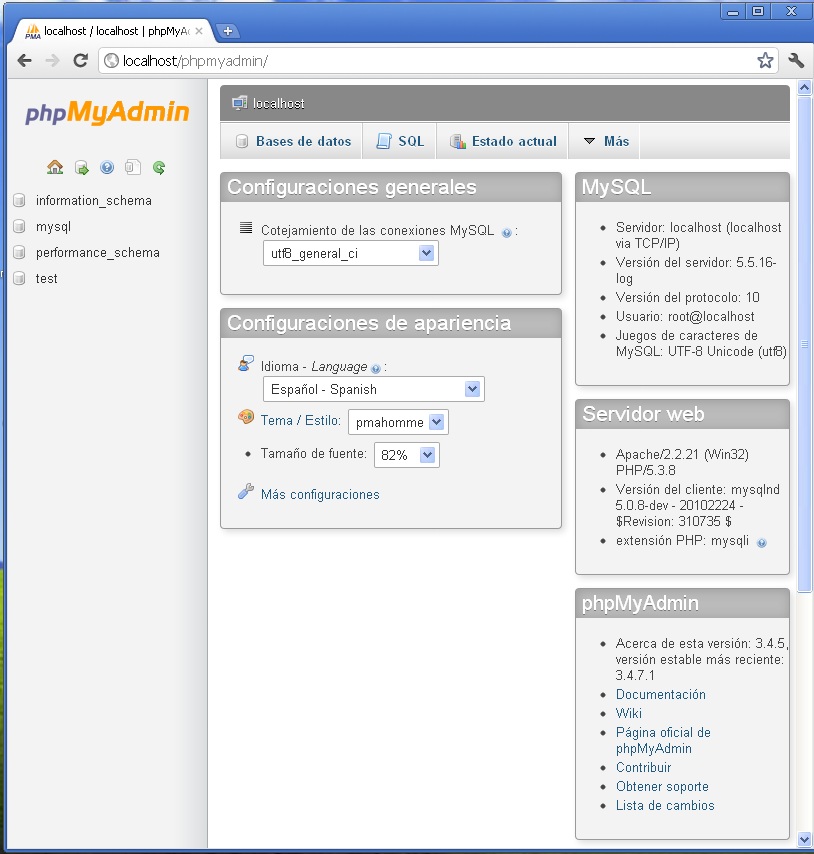 localhost / localhost | phpMyA
localhost/phpmyadmin/
phpMyAdmin
information_schema
mysql
performance_schema
test
localhost
Bases de datos
SQL
Estado actual
Más
Configuraciones generales
Cotejamiento de las conexiones MySQL :
utf8_general_ci
Configuraciones de apariencia
Idioma - Language :
Español - Spanish
Tema / Estilo: pmahomme
Tamaño de fuente: 82%
Más configuraciones
MySQL
Servidor: localhost (localhost
via TCP/IP)
Versión del servidor: 5.5.16-
log
Versión del protocolo: 10
Usuario: root@localhost
Juegos de caracteres de
MySQL: UTF-8 Unicode (utf8)
Servidor web
Apache/2.2.21 (Win32)
PHP/5.3.8
Versión del cliente: mysqlnd
5.0.8-dev - 20102224 -
$Revision: 310735 $
extensión PHP: mysqli
phpMyAdmin
Acerca de esta versión: 3.4.5,
versión estable más reciente:
3.4.7.1
Documentación
Wiki
Página oficial de
phpMyAdmin
Contribuir
Obtener soporte
Lista de cambios